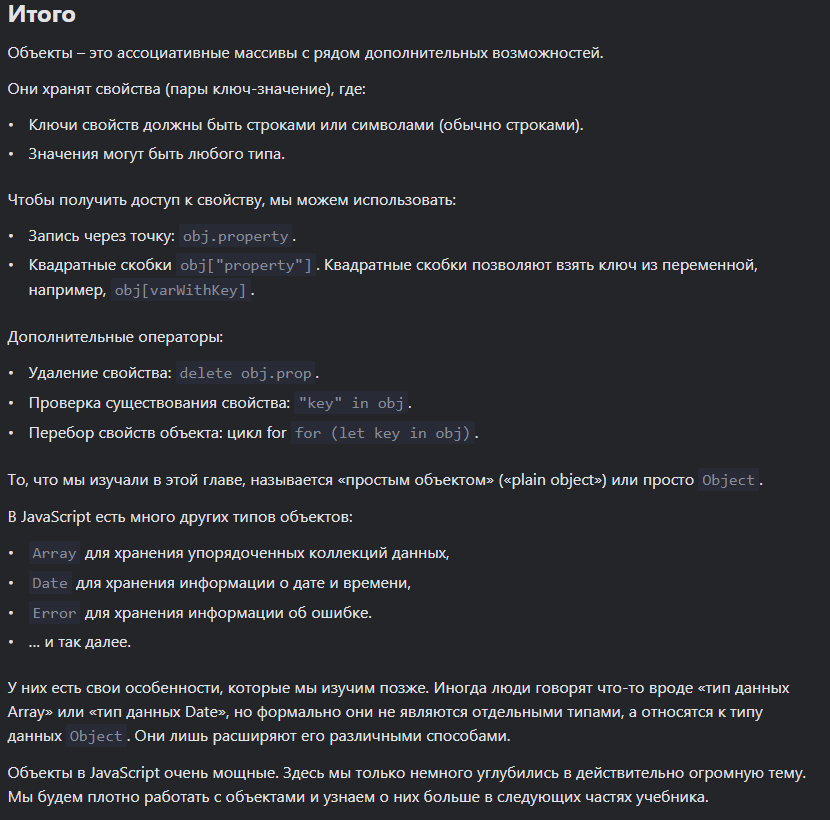 Итого
Объекты – это ассоциативные массивы с рядом дополнительных возможностей.
Они хранят свойства (пары ключ-значение), где:
• Ключи свойств должны быть строками или символами (обычно строками).
• Значения могут быть любого типа.
Чтобы получить доступ к свойству, мы можем использовать:
• Запись через точку: obj.property.
• Квадратные скобки obj["property"]. Квадратные скобки позволяют взять ключ из переменной,
например, obj[varWithKey].
Дополнительные операторы:
• Удаление свойства: delete obj.prop.
• Проверка существования свойства: "key" in obj.
• Перебор свойств объекта: цикл for for (let key in obj).
То, что мы изучали в этой главе, называется «простым объектом» («plain object») или просто Object.
В JavaScript есть много других типов объектов:
• Array для хранения упорядоченных коллекций данных,
• Date для хранения информации о дате и времени,
• Error для хранения информации об ошибке.
• ... и так далее.
У них есть свои особенности, которые мы изучим позже. Иногда люди говорят что-то вроде «тип данных
Array» или «тип данных Date», но формально они не являются отдельными типами, а относятся к типу
данных Object. Они лишь расширяют его различными способами.
Объекты в JavaScript очень мощные. Здесь мы только немного углубились в действительно огромную тему.
Мы будем плотно работать с объектами и узнаем о них больше в следующих частях учебника.